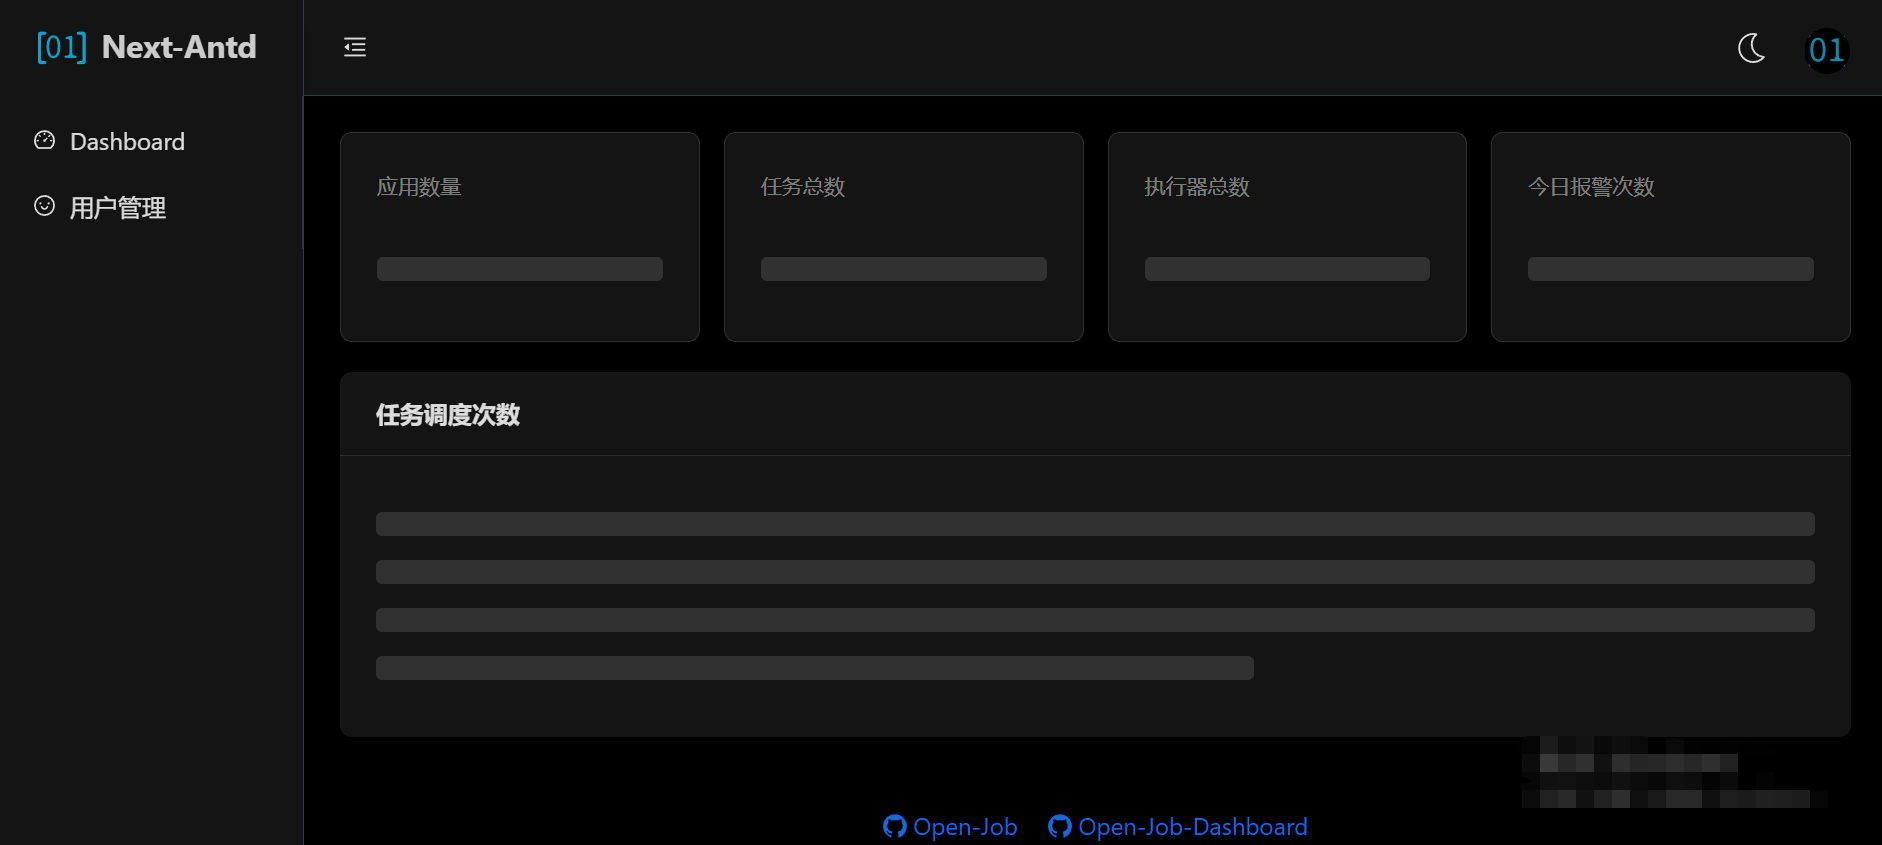 [01] Next-Antd
01
Dashboard
用户管理
应用数量
任务总数
执行器总数
今日报警次数
任务调度次数
Open-Job
Open-Job-Dashboard